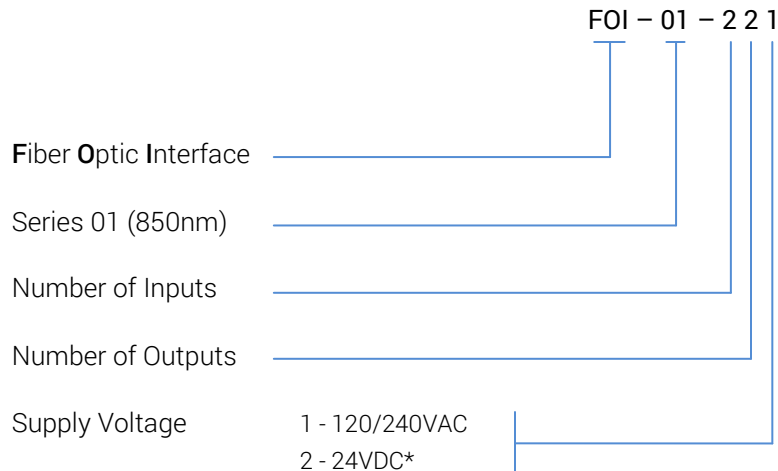 FOI – 01 – 2 2 1
Fiber Optic Interface
Series 01 (850nm)
Number of Inputs
Number of Outputs
Supply Voltage 1 - 120/240VAC
2 - 24VDC*